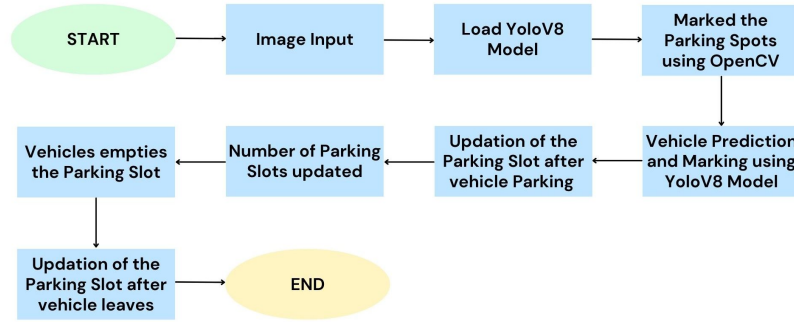 START
Image Input
Load YoloV8
Model
Marked the
Parking Spots
using OpenCV
Vehicle Prediction
and Marking using
YoloV8 Model
Updation of the
Parking Slot after
vehicle Parking
Number of Parking
Slots updated
Vehicles empties
the Parking Slot
Updation of the
Parking Slot after
vehicle leaves
END